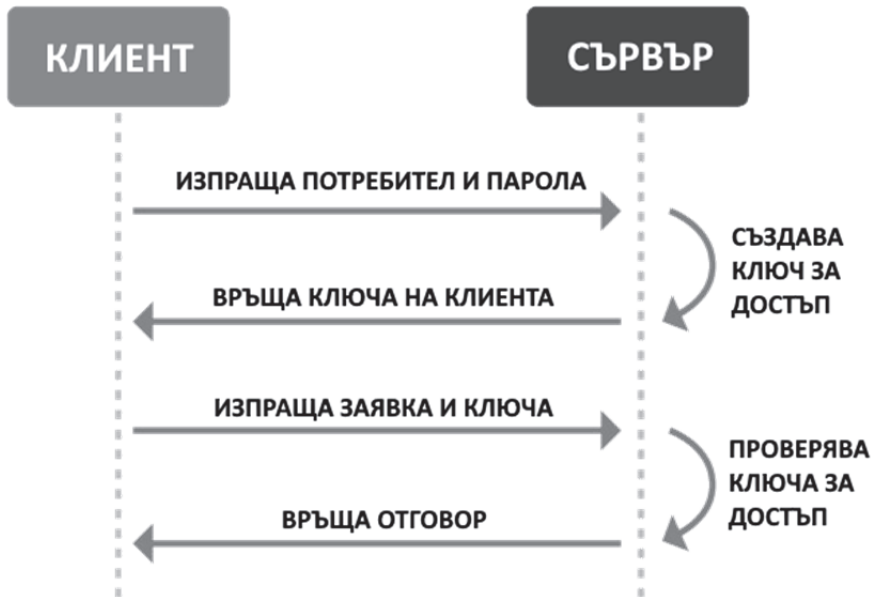 КЛИЕНТ
СЪРВЪР
ИЗПРАЩА ПОТРЕБИТЕЛ И ПАРОЛА
СЪЗДАВА
КЛЮЧ ЗА
ДОСТЪП
ВРЪЩА КЛЮЧА НА КЛИЕНТА
ИЗПРАЩА ЗАЯВКА И КЛЮЧА
ПРОВЕРЯВА
КЛЮЧА ЗА
ДОСТЪП
ВРЪЩА ОТГОВОР